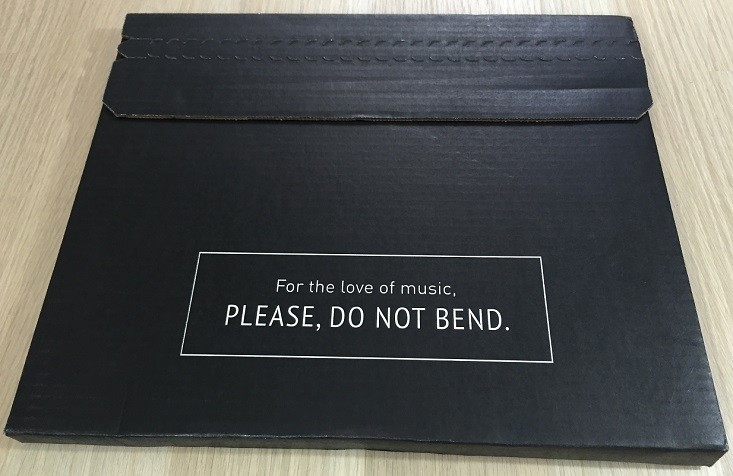 For the love of music,
PLEASE, DO NOT BEND.